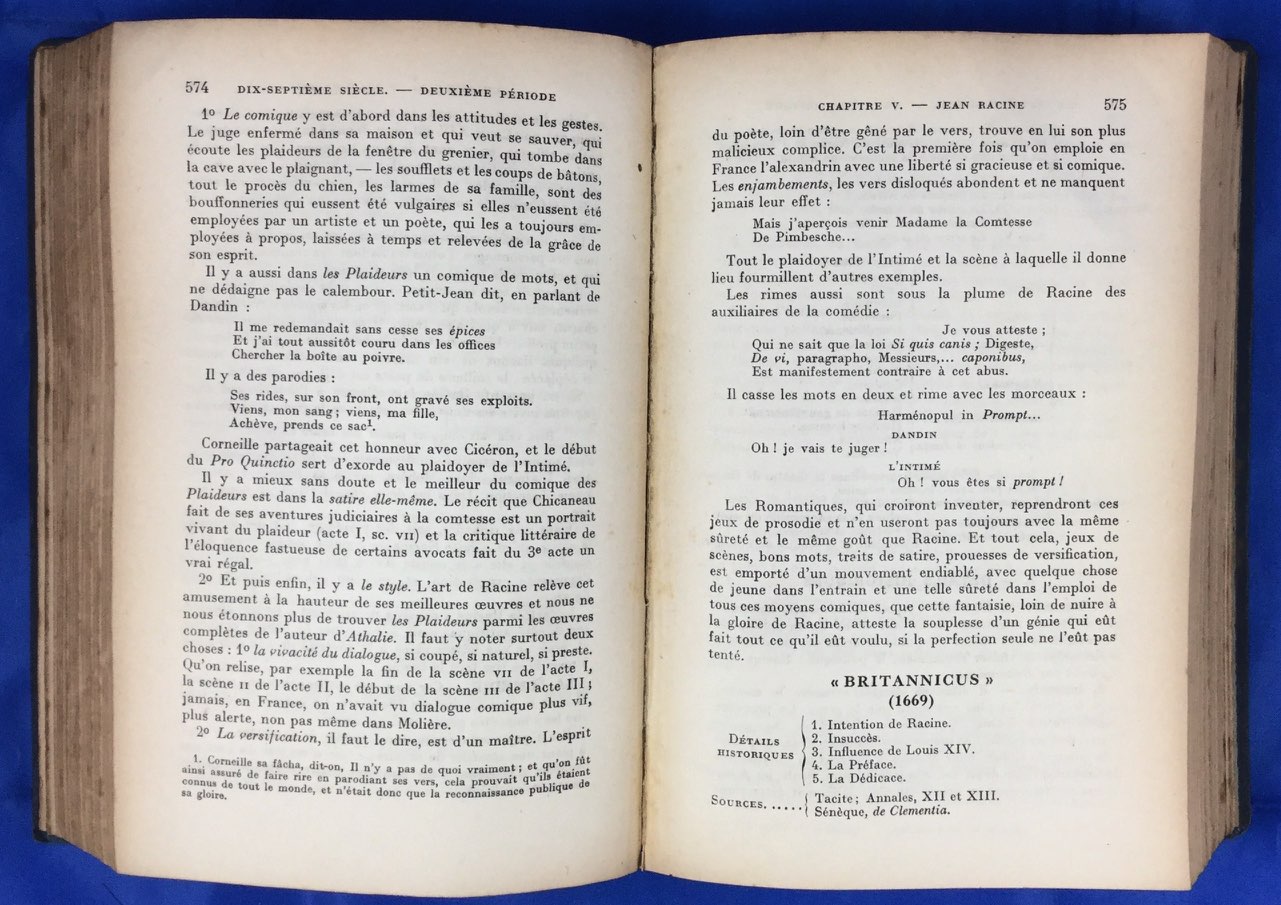 574 DIX-SEPTIÈME SIÈCLE. — DEUXIÈME PÉRIODE
1º Le comique y est d'abord dans les attitudes et les gestes.
Le juge enfermé dans sa maison et qui veut se sauver, qui
écoute les plaideurs de la fenêtre du grenier, qui tombe dans
la cave avec le plaignant, — les soufflets et les coups de bâtons,
tout le procès du chien, les larmes de sa famille, sont des
bouffonneries qui eussent été vulgaires si elles n'eussent été
employées par un artiste et un poète, qui les a toujours em-
ployées à propos, laissées à temps et relevées de la grâce de
son esprit.
Il y a aussi dans les Plaideurs un comique de mots, et qui
ne dédaigne pas le calembour. Petit-Jean dit, en parlant de
Dandin :
Il me redemandait sans cesse ses épices
Et j'ai tout aussitôt couru dans les offices
Chercher la boîte au poivre.
Il y a des parodies :
Ses rides, sur son front, ont gravé ses exploits.
Viens, mon sang ; viens, ma fille,
Achève, prends ce sac¹.
Corneille partageait cet honneur avec Cicéron, et le début
du Pro Quinctio sert d'exorde au plaidoyer de l'Intimé.
Il y a mieux sans doute et le meilleur du comique des
Plaideurs est dans la satire elle-même. Le récit que Chicaneau
fait de ses aventures judiciaires à la comtesse est un portrait
vivant du plaideur (acte I, sc. VII) et la critique littéraire de
l'éloquence fastueuse de certains avocats fait du 3e acte un
vrai régal.
2º Et puis enfin, il y a le style. L'art de Racine relève cet
amusement à la hauteur de ses meilleures œuvres et nous ne
nous étonnons plus de trouver les Plaideurs parmi les œuvres
complètes de l'auteur d'Athalie. Il faut y noter surtout deux
choses : 1º la vivacité du dialogue, si coupé, si naturel, si preste.
Qu'on relise, par exemple la fin de la scène VII de l'acte I,
la scène II de l'acte II, le début de la scène III de l'acte III ;
jamais, en France, on n'avait vu dialogue comique plus vif,
plus alerte, non pas même dans Molière.
2º La versification, il faut le dire, est d'un maître. L'esprit
1. Corneille sa fâcha, dit-on, Il n'y a pas de quoi vraiment ; et qu'on fût
ainsi assuré de faire rire en parodiant ses vers, cela prouvait qu'ils étaient
connus de tout le monde, et n'était donc que la reconnaissance publique de
sa gloire.
CHAPITRE V. — JEAN RACINE 575
du poète, loin d'être gêné par le vers, trouve en lui son plus
malicieux complice. C'est la première fois qu'on emploie en
France l'alexandrin avec une liberté si gracieuse et si comique.
Les enjambements, les vers disloqués abondent et ne manquent
jamais leur effet :
Mais j'aperçois venir Madame la Comtesse
De Pimbesche...
Tout le plaidoyer de l'Intimé et la scène à laquelle il donne
lieu fourmillent d'autres exemples.
Les rimes aussi sont sous la plume de Racine des
auxiliaires de la comédie :
Je vous atteste ;
Qui ne sait que la loi Si quis canis ; Digeste,
De vi, paragrapho, Messieurs,... caponibus,
Est manifestement contraire à cet abus.
Il casse les mots en deux et rime avec les morceaux :
Harménopul in Prompt...
DANDIN
Oh ! je vais te juger !
L'INTIMÉ
Oh ! vous êtes si prompt !
Les Romantiques, qui croiront inventer, reprendront ces
jeux de prosodie et n'en useront pas toujours avec la même
sûreté et le même goût que Racine. Et tout cela, jeux de
scènes, bons mots, traits de satire, prouesses de versification,
est emporté d'un mouvement endiablé, avec quelque chose
de jeune dans l'entrain et une telle sûreté dans l'emploi de
tous ces moyens comiques, que cette fantaisie, loin de nuire à
la gloire de Racine, atteste la souplesse d'un génie qui eût
fait tout ce qu'il eût voulu, si la perfection seule ne l'eût pas
tenté.
« BRITANNICUS »
(1669)
DÉTAILS HISTORIQUES
1. Intention de Racine.
2. Insuccès.
3. Influence de Louis XIV.
4. La Préface.
5. La Dédicace.
SOURCES. .....
Tacite ; Annales, XII et XIII.
Sénèque, de Clementia.